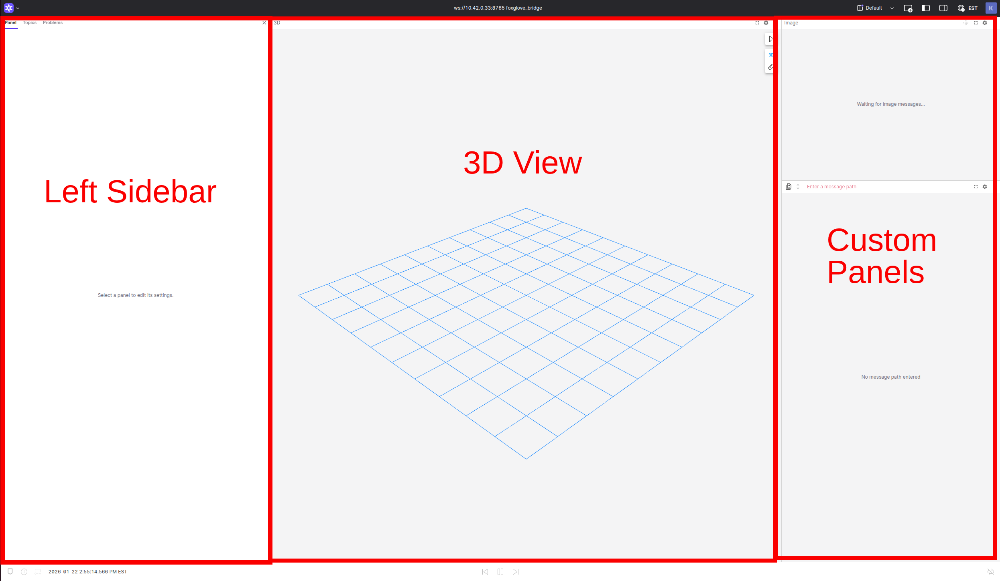 ws://10.42.0.33:8765 foxglove_bridge
Default
EST
K
Panel Topics Problems
3D
Image
3D
Waiting for image messages...
3D View
Left Sidebar
Enter a message path
Custom
Panels
Select a panel to edit its settings.
No message path entered
2026-01-22 2:55:14.566 PM EST